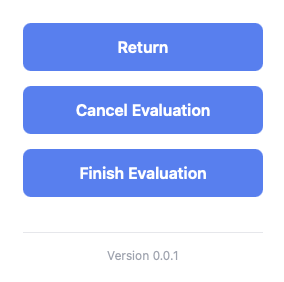 Return
Cancel Evaluation
Finish Evaluation
Version 0.0.1